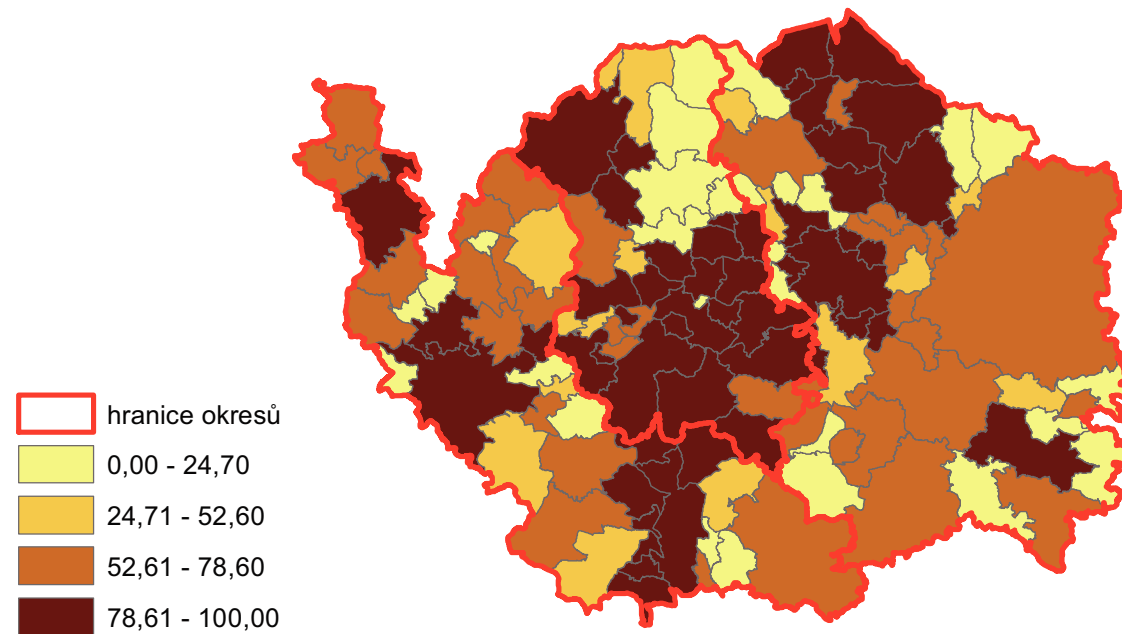 hranice okresů
0,00 - 24,70
24,71 - 52,60
52,61 - 78,60
78,61 - 100,00